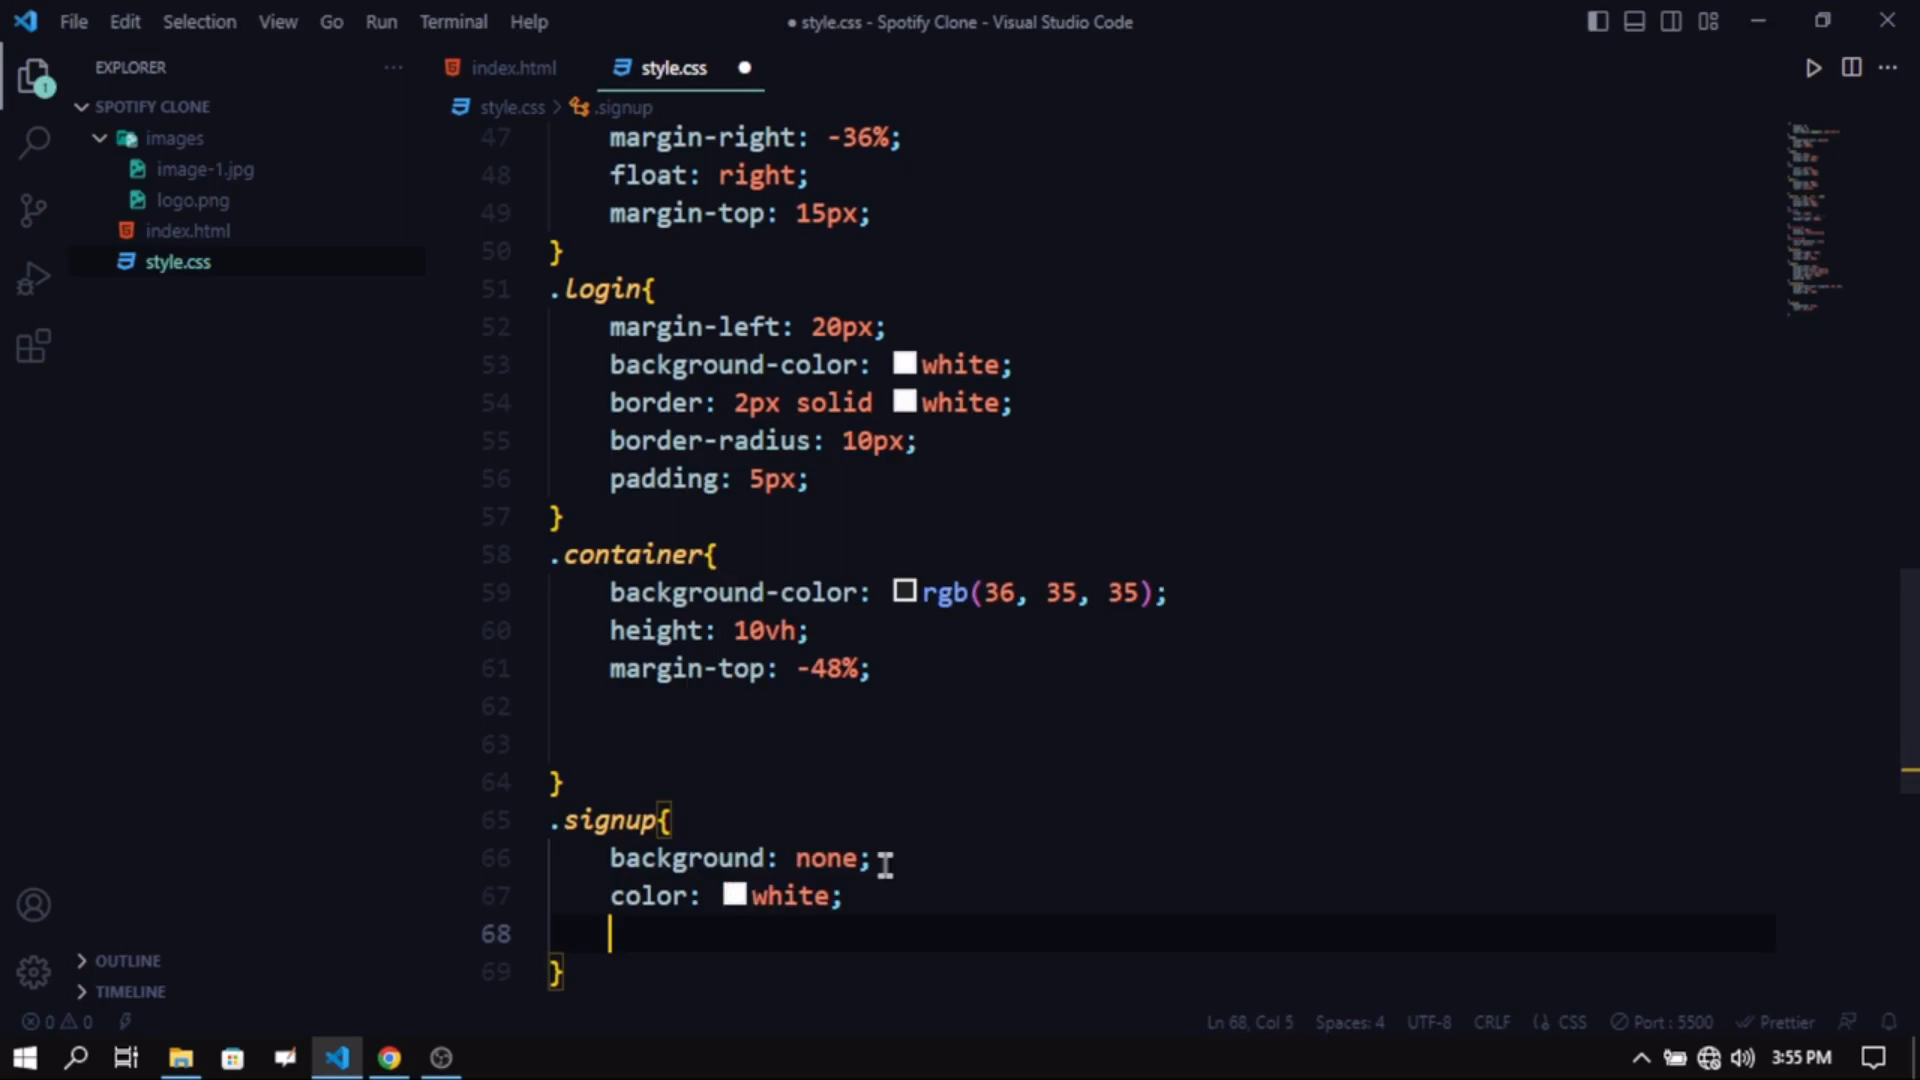 File Edit Selection View Go Run Terminal Help
● style.css - Spotify Clone - Visual Studio Code
EXPLORER
SPOTIFY CLONE
images
image-1.jpg
logo.png
index.html
style.css
OUTLINE
TIMELINE
1
index.html
style.css
style.css > .signup
47 margin-right: -36%;
48 float: right;
49 margin-top: 15px;
50 }
51 .login{
52 margin-left: 20px;
53 background-color: white;
54 border: 2px solid white;
55 border-radius: 10px;
56 padding: 5px;
57 }
58 .container{
59 background-color: rgb(36, 35, 35);
60 height: 10vh;
61 margin-top: -48%;
62
63
64 }
65 .signup{
66 background: none;
67 color: white;
68
69 }
0 0
Ln 68, Col 5 Spaces: 4 UTF-8 CRLF CSS Port : 5500 Prettier
3:55 PM